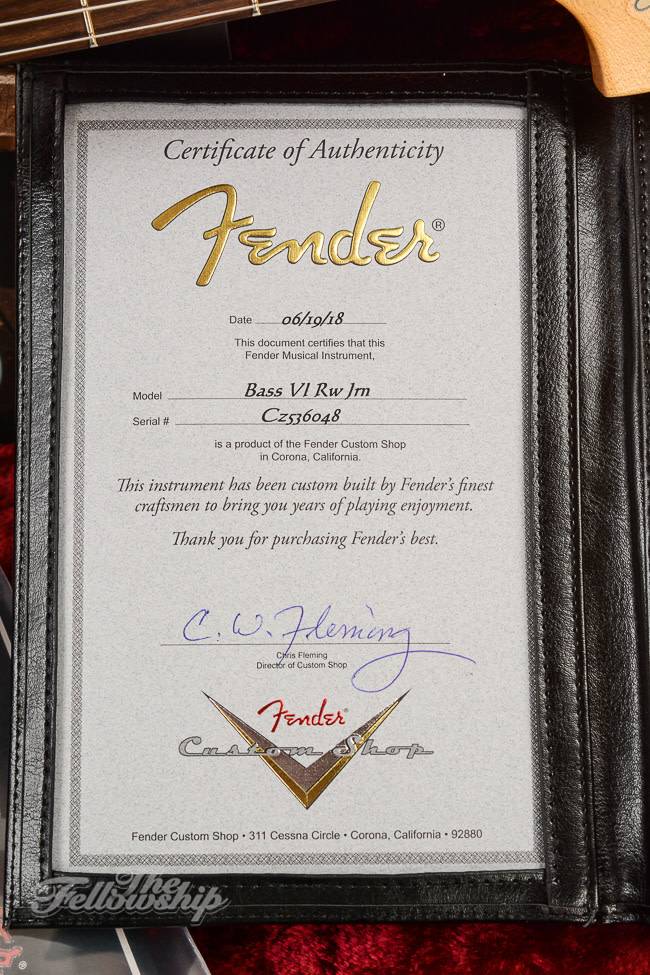 Certificate of Authenticity
Fender®
Date 06/19/18
This document certifies that this
Fender Musical Instrument,
Model Bass VI Rw Jrn
Serial # Cz536048
is a product of the Fender Custom Shop
in Corona, California.
This instrument has been custom built by Fender's finest
craftsmen to bring you years of playing enjoyment.
Thank you for purchasing Fender's best.
C. W. Fleming
Chris Fleming
Director of Custom Shop
Fender®
Custom Shop
Fender Custom Shop • 311 Cessna Circle • Corona, California • 92880
The
Fellowship